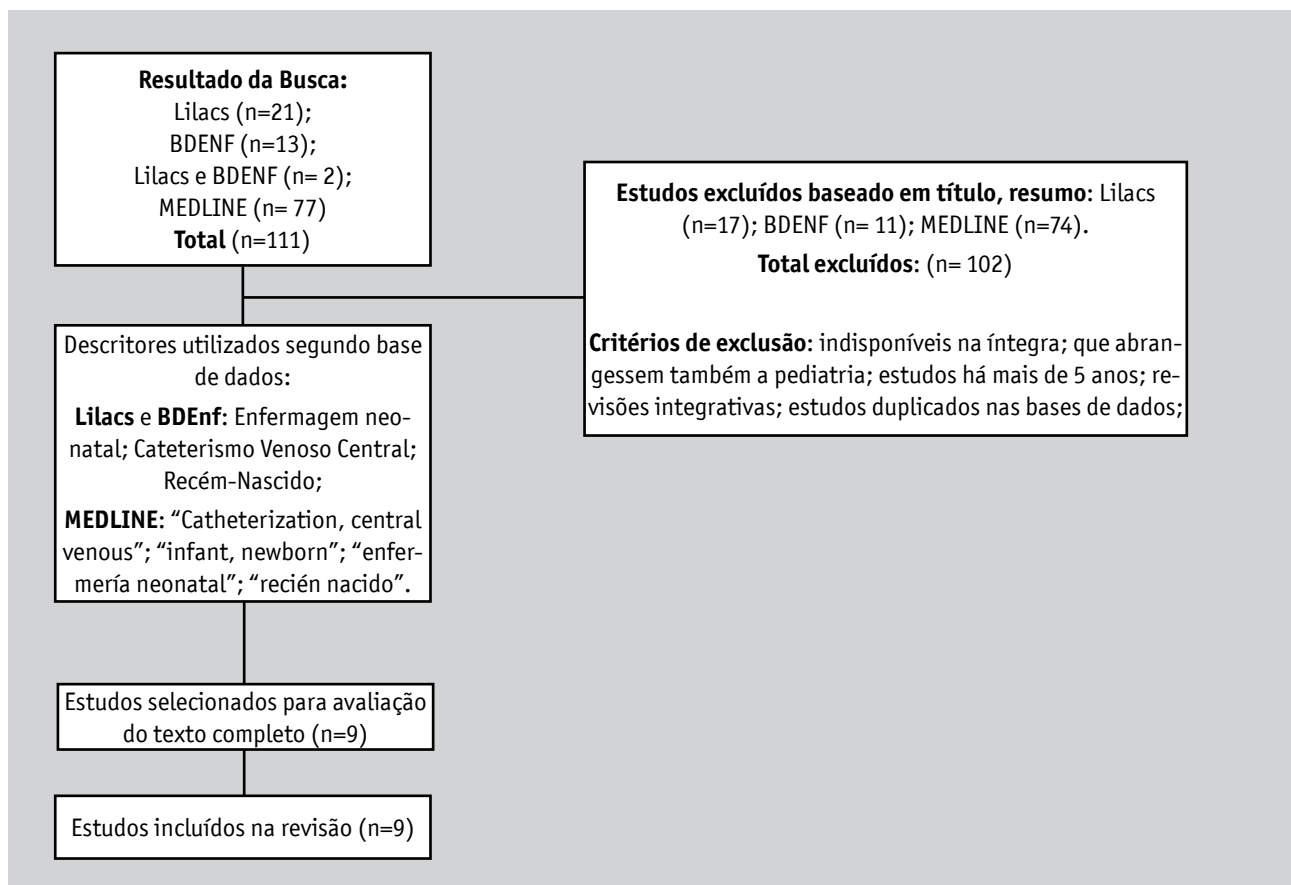 Resultado da Busca:
Lilacs (n=21);
BDENF (n=13);
Lilacs e BDENF (n= 2);
MEDLINE (n= 77)
Total (n=111)
Estudos excluídos baseado em título, resumo: Lilacs
(n=17); BDENF (n= 11); MEDLINE (n=74).
Total excluídos: (n= 102)
Critérios de exclusão: indisponíveis na íntegra; que abran-
gessem também a pediatria; estudos há mais de 5 anos; re-
visões integrativas; estudos duplicados nas bases de dados;
Descritores utilizados segundo base
de dados:
Lilacs e BDEnf: Enfermagem neo-
natal; Cateterismo Venoso Central;
Recém-Nascido;
MEDLINE: “Catheterization, central
venous”; “infant, newborn”; “enfer-
mería neonatal”; “recién nacido”.
Estudos selecionados para avaliação
do texto completo (n=9)
Estudos incluídos na revisão (n=9)